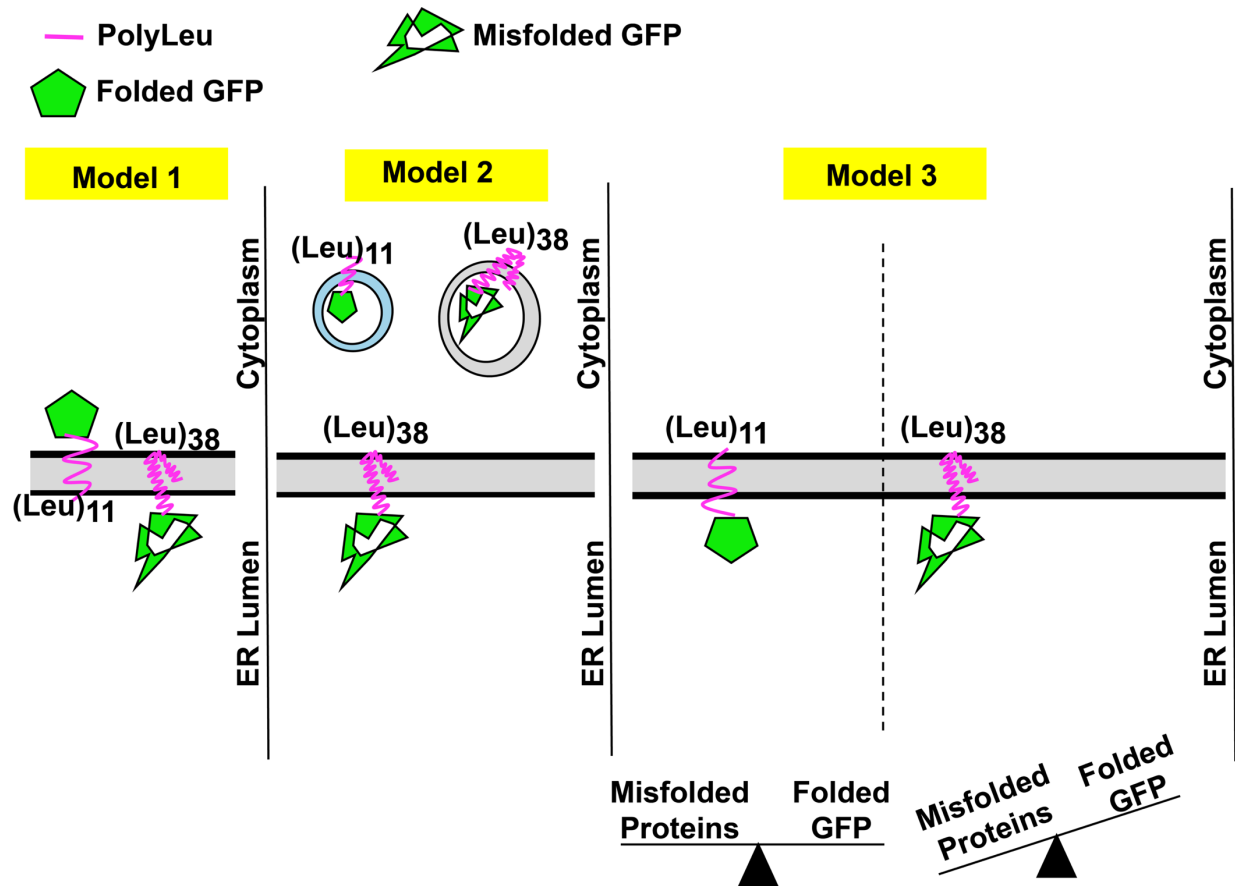 PolyLeu
Misfolded GFP
Folded GFP
Model 1
Model 2
Model 3
(Leu)11
(Leu)38
Cytoplasm
Cytoplasm
Cytoplasm
(Leu)38
(Leu)38
(Leu)11
(Leu)38
(Leu)11
ER Lumen
ER Lumen
ER Lumen
Misfolded
Proteins
Folded
GFP
Misfolded
Proteins
Folded
GFP